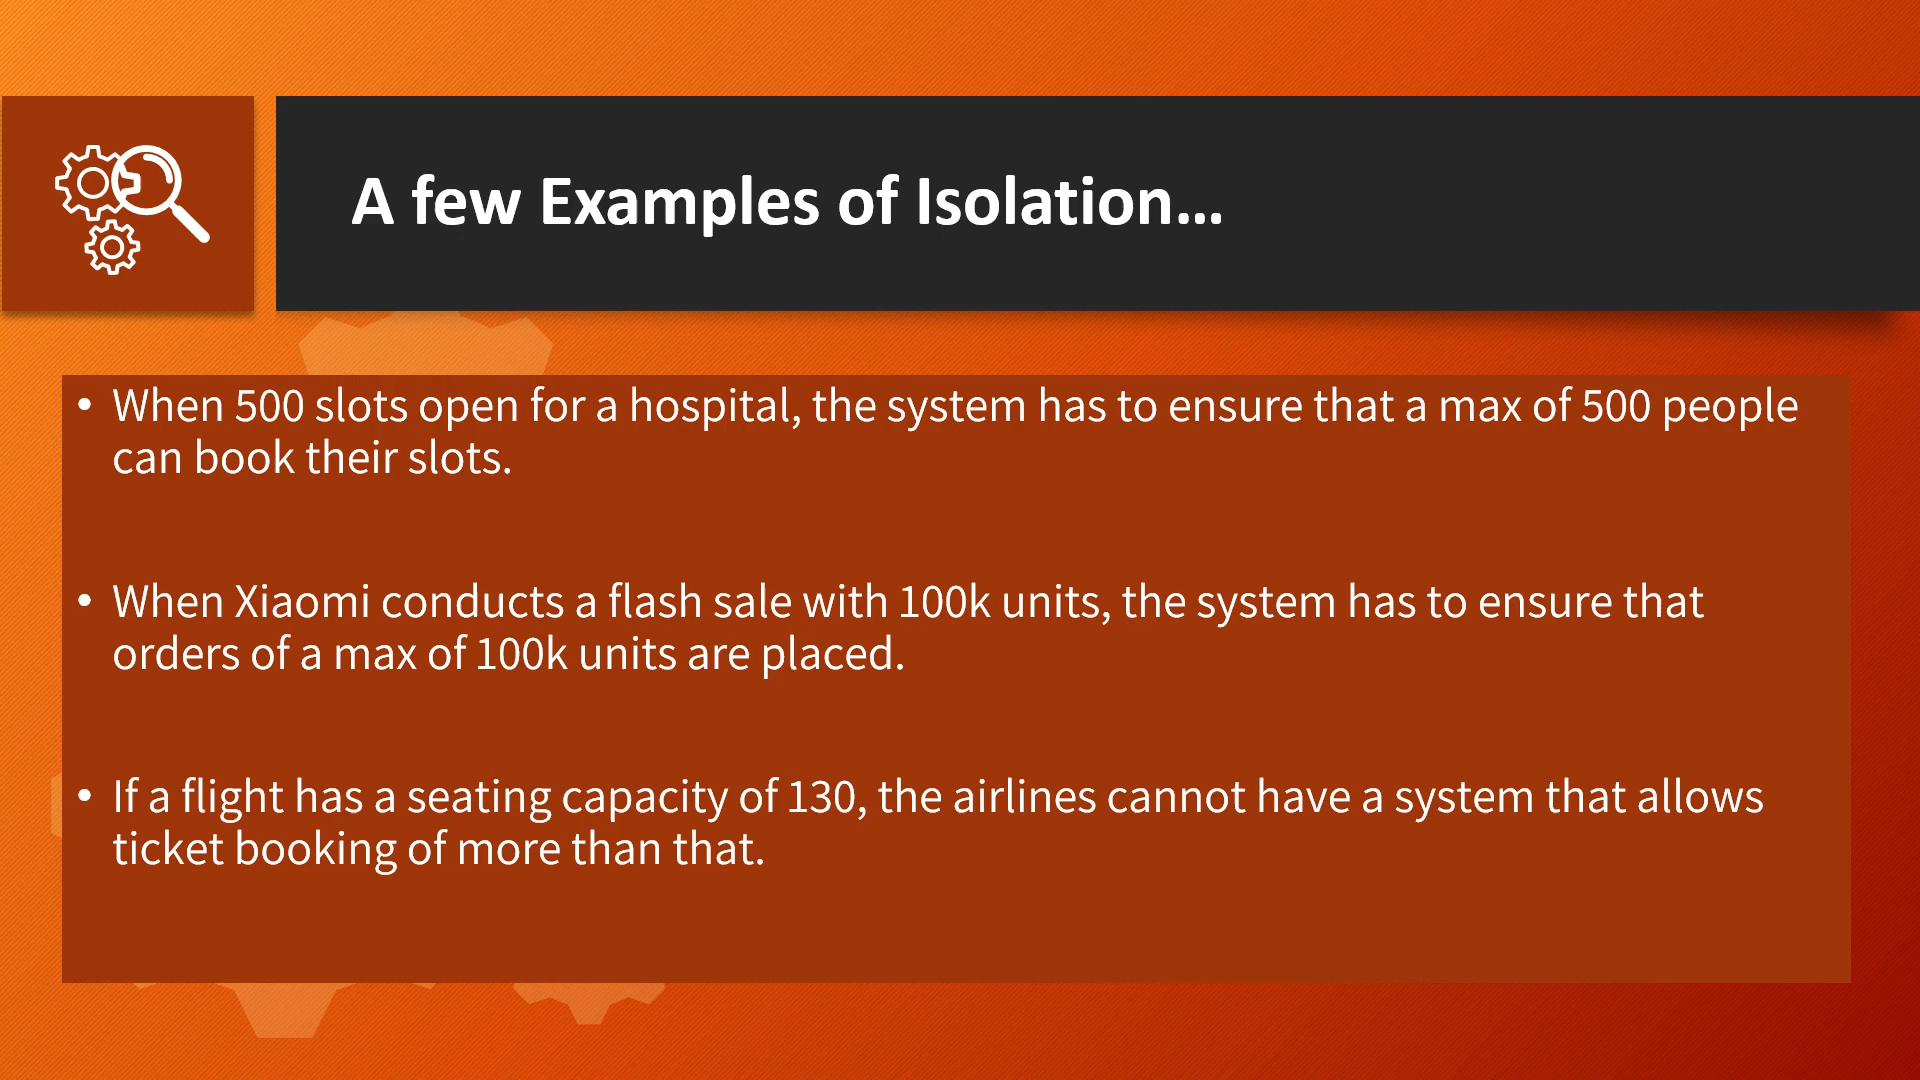 A few Examples of Isolation…
• When 500 slots open for a hospital, the system has to ensure that a max of 500 people
can book their slots.
• When Xiaomi conducts a flash sale with 100k units, the system has to ensure that
orders of a max of 100k units are placed.
• If a flight has a seating capacity of 130, the airlines cannot have a system that allows
ticket booking of more than that.